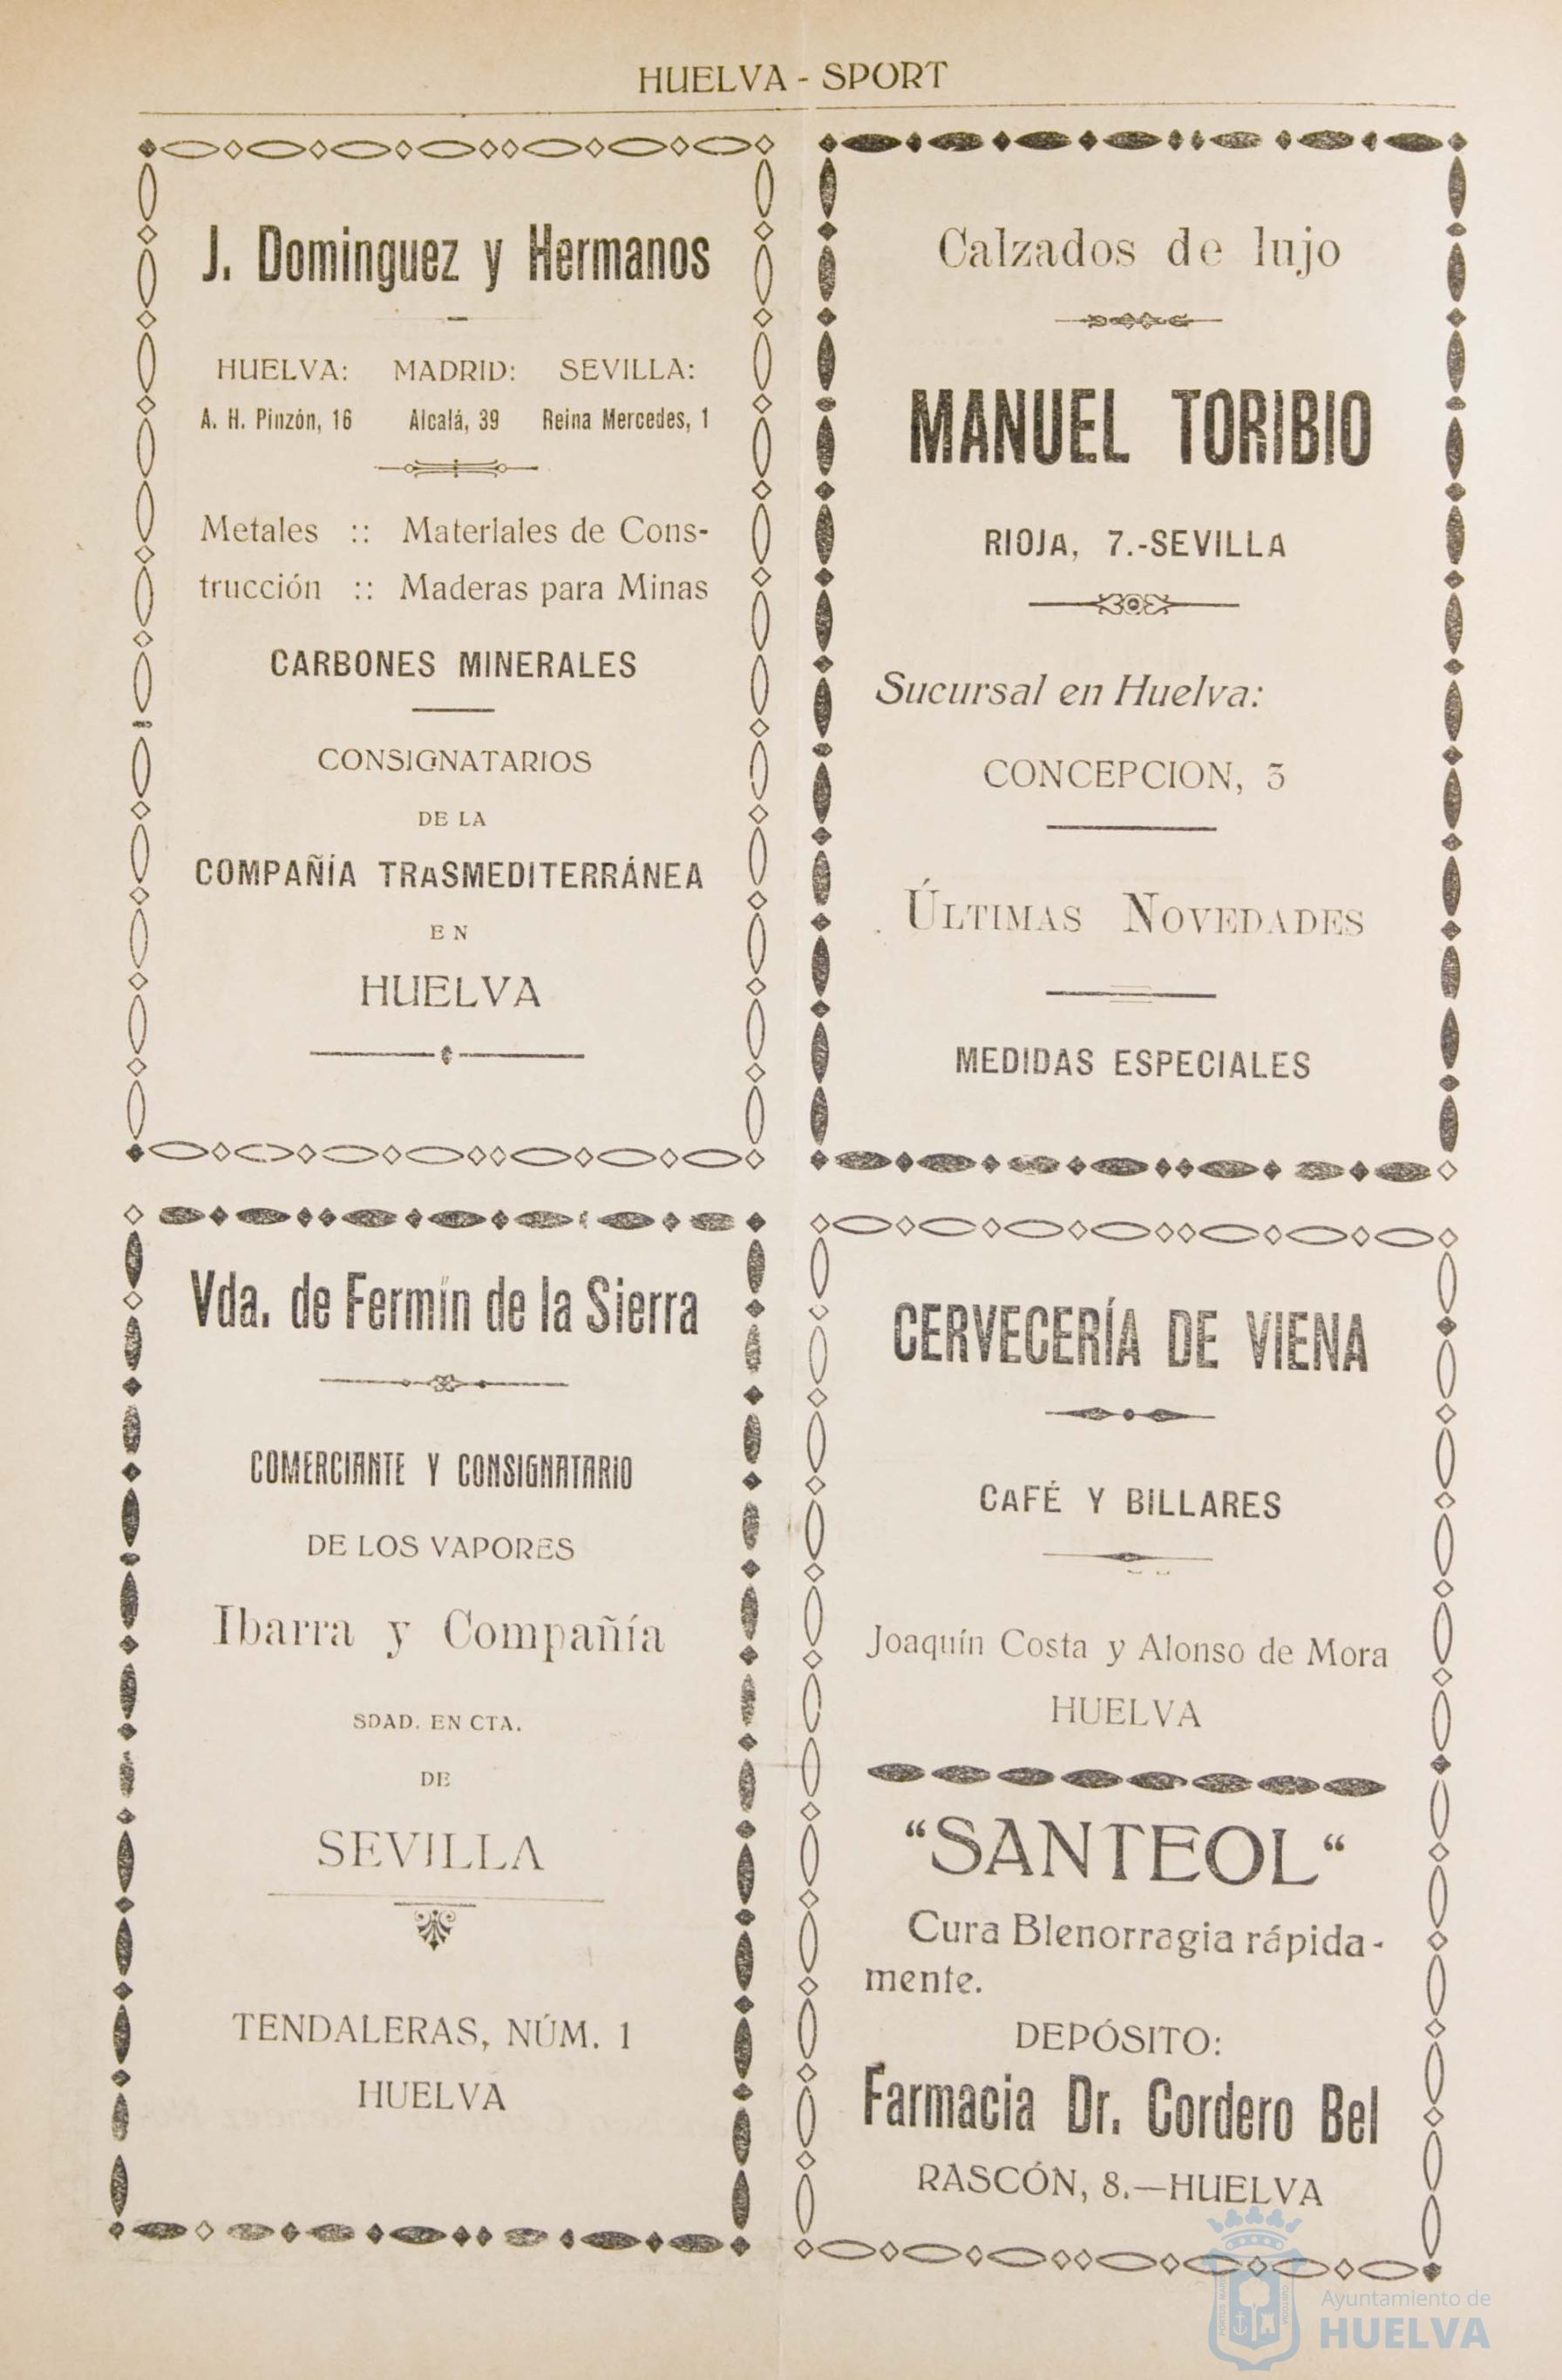 HUELVA - SPORT
J. Dominguez y Hermanos
HUELVA: MADRID: SEVILLA:
A. H. Pinzón, 16 Alcalá, 39 Reina Mercedes, 1
Metales :: Materiales de Cons-
trucción :: Maderas para Minas
CARBONES MINERALES
CONSIGNATARIOS
DE LA
COMPAÑÍA TRASMEDITERRÁNEA
EN
HUELVA
Calzados de lujo
MANUEL TORIBIO
RIOJA, 7.-SEVILLA
Sucursal en Huelva:
CONCEPCION, 3
ÚLTIMAS NOVEDADES
MEDIDAS ESPECIALES
Vda. de Fermín de la Sierra
COMERCIANTE Y CONSIGNATARIO
DE LOS VAPORES
Ibarra y Compañía
SDAD. EN CTA.
DE
SEVILLA
TENDALERAS, NÚM. 1
HUELVA
CERVECERÍA DE VIENA
CAFÉ Y BILLARES
Joaquín Costa y Alonso de Mora
HUELVA
“SANTEOL“
Cura Blenorragia rápida-
mente.
DEPÓSITO:
Farmacia Dr. Cordero Bel
RASCÓN, 8.—HUELVA
Ayuntamiento de
HUELVA